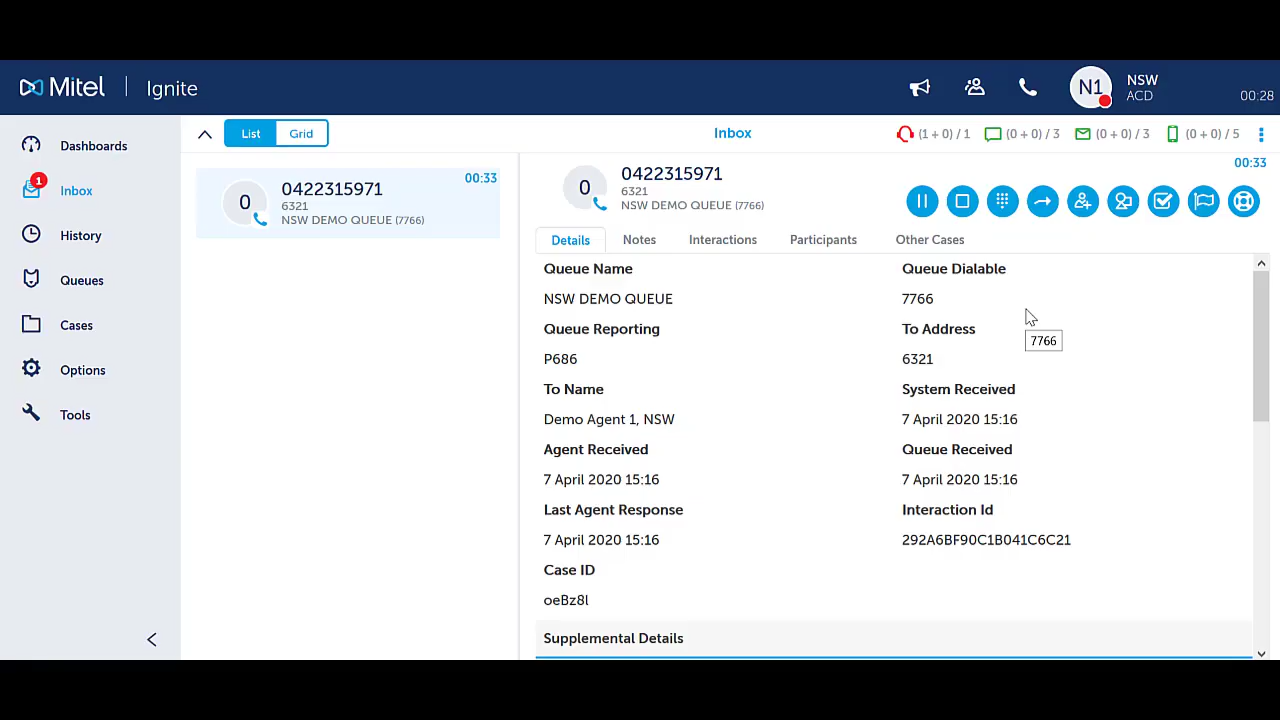 Mitel | Ignite
N1
NSW
ACD
00:28
Dashboards
1
Inbox
History
Queues
Cases
Options
Tools
List
Grid
Inbox
(1 + 0) / 1
(0 + 0) / 3
(0 + 0) / 3
(0 + 0) / 5
0
0422315971
6321
NSW DEMO QUEUE (7766)
00:33
0
0422315971
6321
NSW DEMO QUEUE (7766)
00:33
Details
Notes
Interactions
Participants
Other Cases
Queue Name
Queue Dialable
NSW DEMO QUEUE
7766
Queue Reporting
To Address
7766
P686
6321
To Name
System Received
Demo Agent 1, NSW
7 April 2020 15:16
Agent Received
Queue Received
7 April 2020 15:16
7 April 2020 15:16
Last Agent Response
Interaction Id
7 April 2020 15:16
292A6BF90C1B041C6C21
Case ID
oeBz8l
Supplemental Details